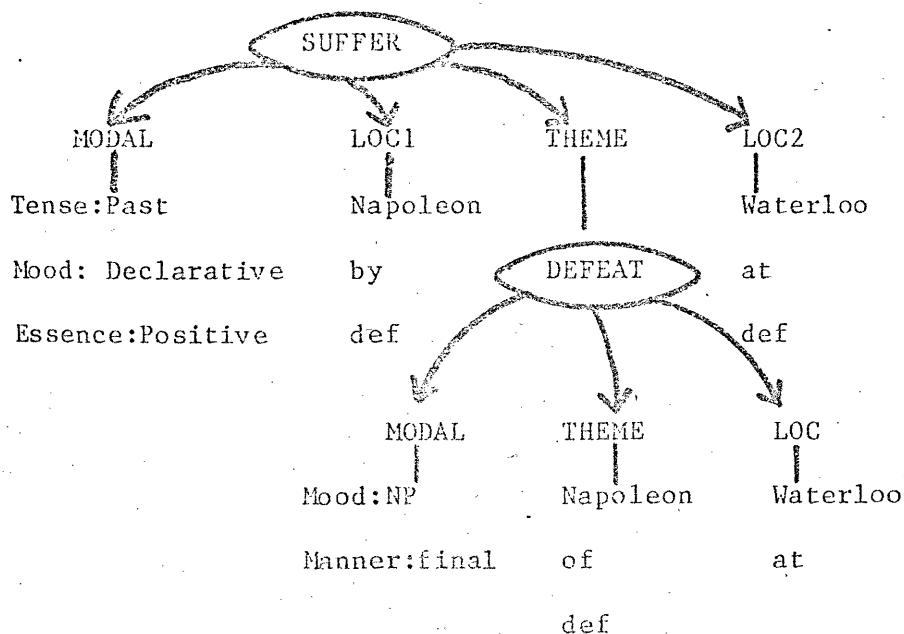 SUFFER
MODAL LOC1 THEME LOC2
Tense:Past Napoleon Waterloo
Mood: Declarative by DEFEAT at
Essence:Positive def def
MODAL THEME LOC
Mood:NP Napoleon Waterloo
Manner:final of at
def